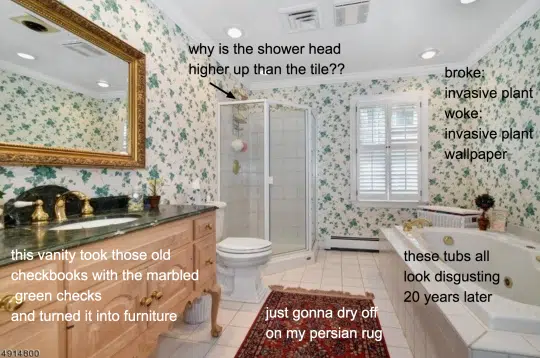 why is the shower head
higher up than the tile??
broke:
invasive plant
woke:
invasive plant
wallpaper
this vanity took those old
checkbooks with the marbled
green checks
and turned it into furniture
these tubs all
look disgusting
20 years later
just gonna dry off
on my persian rug
4914800